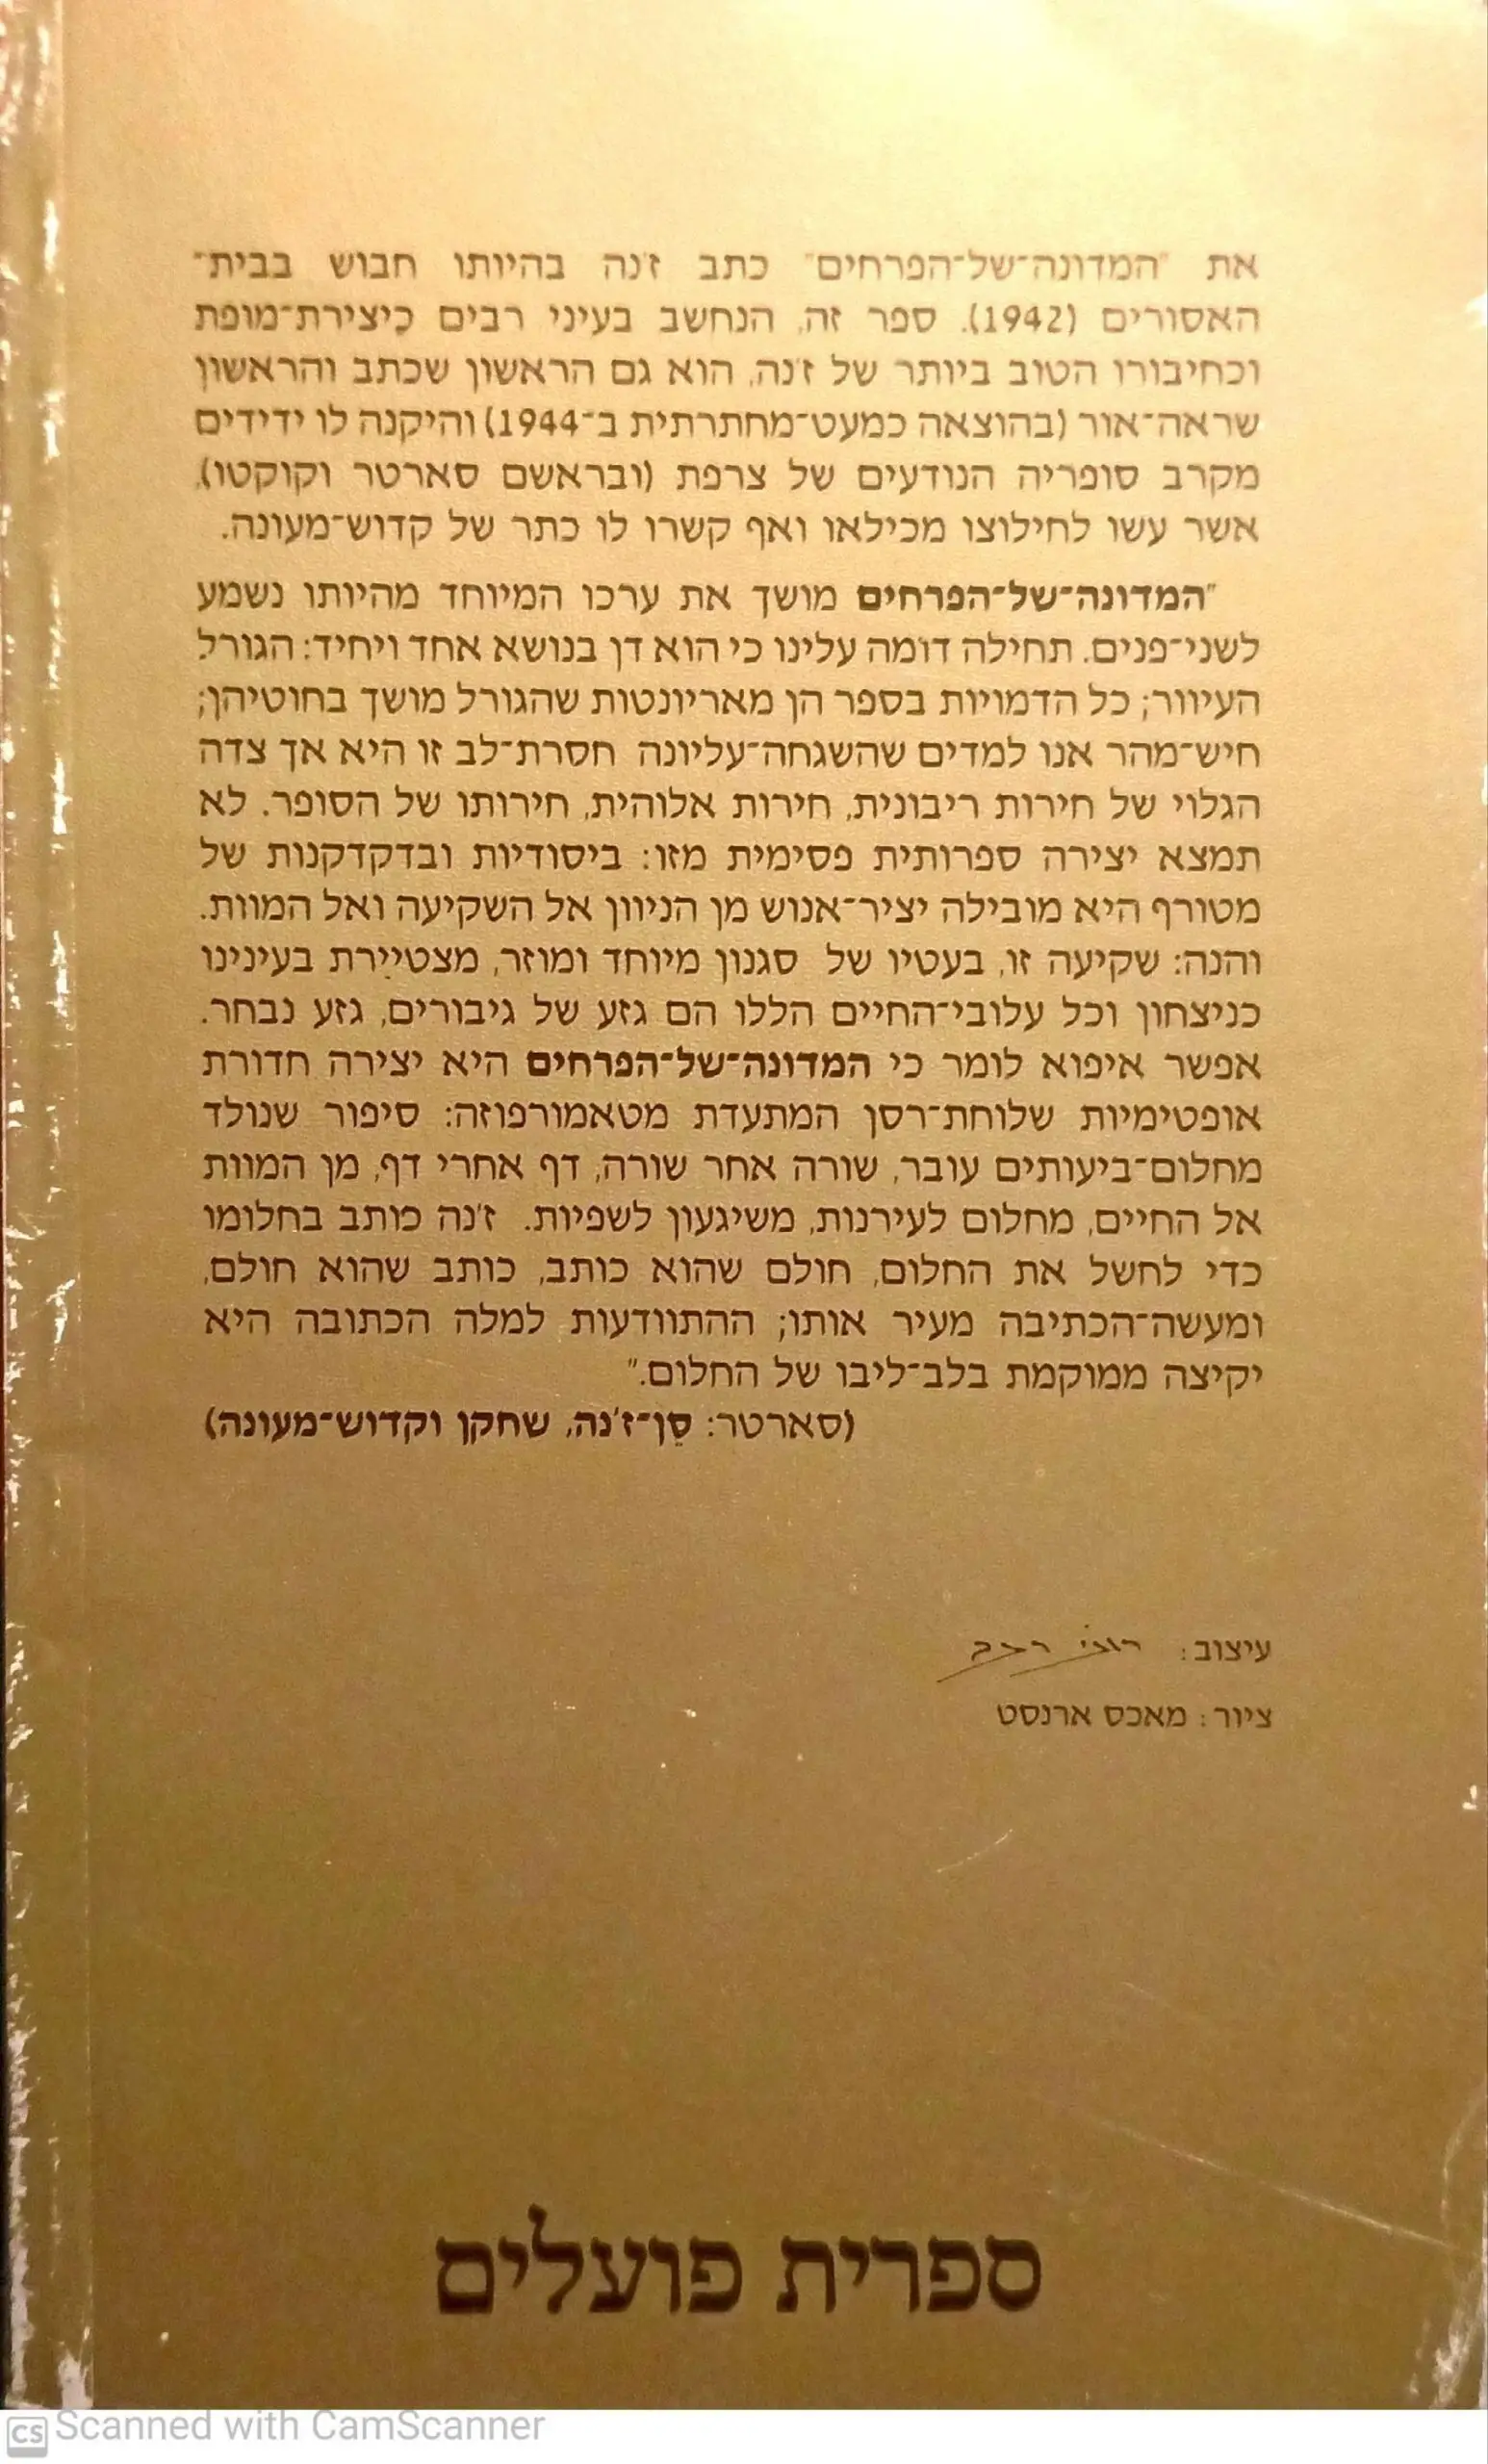 את "המדונה־של־הפרחים" כתב ז'נה בהיותו חבוש בבית־
האסורים (1942). ספר זה, הנחשב בעיני רבים כיצירת־מופת
וכחיבורו הטוב ביותר של ז'נה, הוא גם הראשון שכתב והראשון
שראה־אור (בהוצאה כמעט־מחתרתית ב־1944) והיקנה לו ידידים
מקרב סופריה הנודעים של צרפת (ובראשם סארטר וקוקטו),
אשר עשו לחילוצו מכילאו ואף קשרו לו כתר של קדוש־מעונה.
"המדונה־של־הפרחים מושך את ערכו המיוחד מהיותו נשמע
לשני־פנים. תחילה דומה עלינו כי הוא דן בנושא אחד ויחיד: הגורל
העיוור; כל הדמויות בספר הן מאריונטות שהגורל מושך בחוטיהן;
חיש־מהר אנו למדים שהשגחה־עליונה חסרת־לב זו היא אך צדה
הגלוי של חירות ריבונית, חירות אלוהית, חירותו של הסופר. לא
תמצא יצירה ספרותית פסימית מזו: ביסודיות ובדקדקנות של
מטורף היא מובילה יציר־אנוש מן הניוון אל השקיעה ואל המוות.
והנה: שקיעה זו, בעטיו של סגנון מיוחד ומוזר, מצטיירת בעינינו
כניצחון וכל עלובי־החיים הללו הם גזע של גיבורים, גזע נבחר.
אפשר איפוא לומר כי המדונה־של־הפרחים היא יצירה חדורת
אופטימיות שלוחת־רסן המתעדת מטאמורפוזה: סיפור שנולד
מחלום־ביעותים עובר, שורה אחר שורה, דף אחרי דף, מן המוות
אל החיים, מחלום לעירנות, משיגעון לשפיות. ז'נה כותב בחלומו
כדי לחשל את החלום, חולם שהוא כותב, כותב שהוא חולם,
ומעשה־הכתיבה מעיר אותו; ההתוודעות למלה הכתובה היא
יקיצה ממוקמת בלב־ליבו של החלום."
(סארטר: סֵן־ז'נה, שחקן וקדוש־מעונה)
עיצוב:
ציור: מאכס ארנסט
ספרית פועלים
CS Scanned with CamScanner